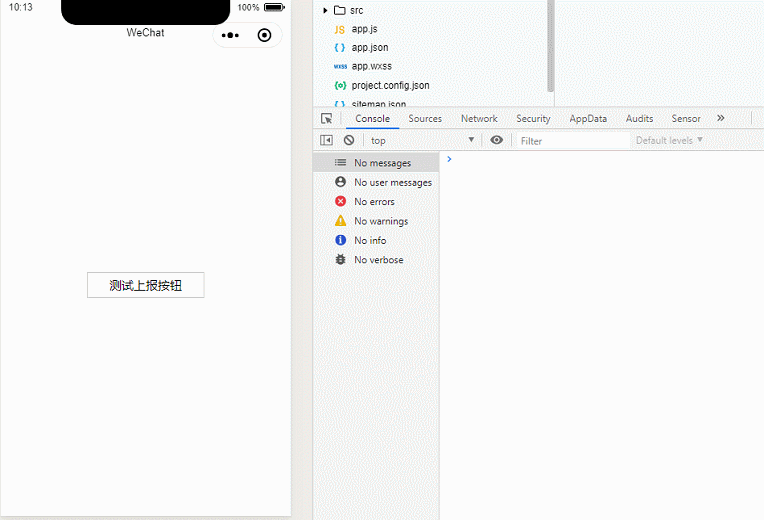 10:13
100%
WeChat
测试上报按钮
src
JS app.js
{ } app.json
wxss app.wxss
{o} project.config.json
{ } sitemap.json
Console Sources Network Security AppData Audits Sensor »
top Filter Default levels
No messages
No user messages
No errors
No warnings
No info
No verbose